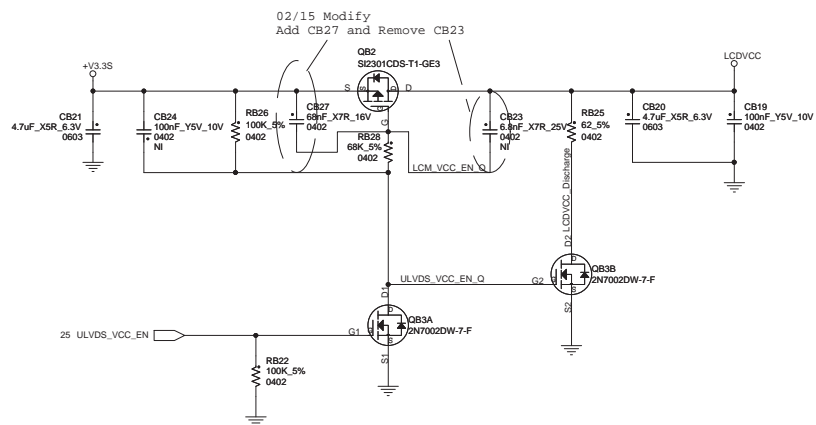 02/15 Modify
Add CB27 and Remove CB23
QB2
SI2301CDS-T1-GE3
+V3.3S
LCDVCC
S
D
G
CB21
4.7uF_X5R_6.3V
0603
CB24
100nF_Y5V_10V
0402
NI
RB26
100K_5%
0402
CB27
68nF_X7R_16V
0402
RB28
68K_5%
0402
CB23
6.8nF_X7R_25V
0402
NI
RB25
62_5%
0402
CB20
4.7uF_X5R_6.3V
0603
CB19
100nF_Y5V_10V
0402
LCM_VCC_EN_Q
D2 LCDVCC_Discharge
ULVDS_VCC_EN_Q
G2
D
G
S
QB3B
2N7002DW-7-F
S2
D1
25 ULVDS_VCC_EN
G1
D
G
S
QB3A
2N7002DW-7-F
S1
RB22
100K_5%
0402